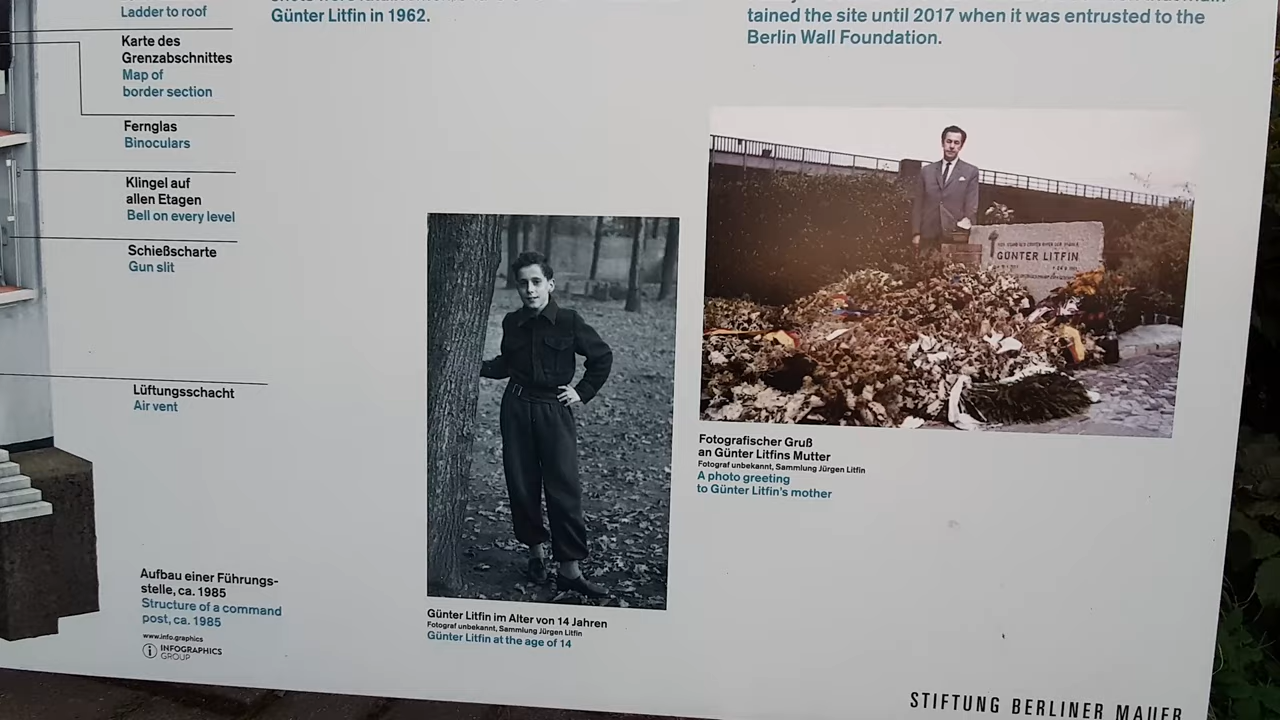 Ladder to roof
Karte des
Grenzabschnittes
Map of
border section
Fernglas
Binoculars
Klingel auf
allen Etagen
Bell on every level
Schießscharte
Gun slit
Lüftungsschacht
Air vent
Aufbau einer Führungs-
stelle, ca. 1985
Structure of a command
post, ca. 1985
www.info.graphics
INFOGRAPHICS
GROUP
Günter Litfin in 1962.
Günter Litfin im Alter von 14 Jahren
Fotograf unbekannt, Sammlung Jürgen Litfin
Günter Litfin at the age of 14
tained the site until 2017 when it was entrusted to the
Berlin Wall Foundation.
GÜNTER LITFIN
Fotografischer Gruß
an Günter Litfins Mutter
Fotograf unbekannt, Sammlung Jürgen Litfin
A photo greeting
to Günter Litfin's mother
STIFTUNG BERLINER MAUER